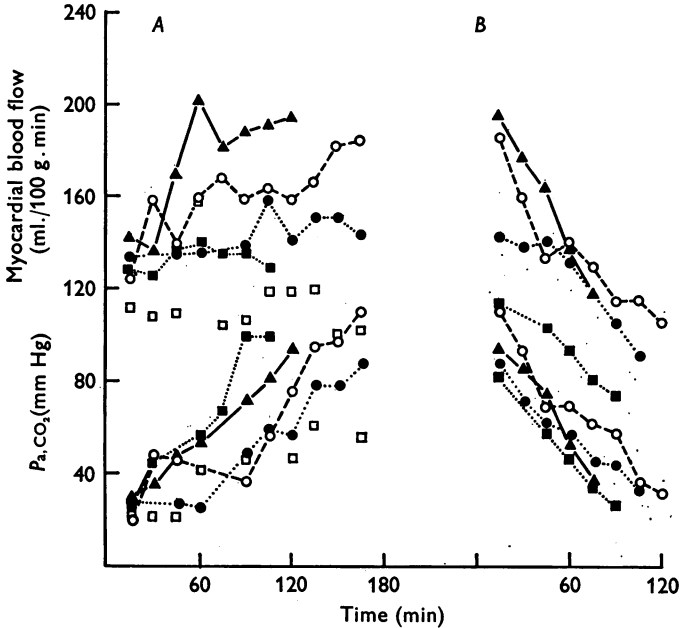 A
B
240
200
160
120
80
40
Myocardial blood flow
(ml./100 g. min)
Pa,CO₂(mm Hg)
60
120
180
60
120
Time (min)